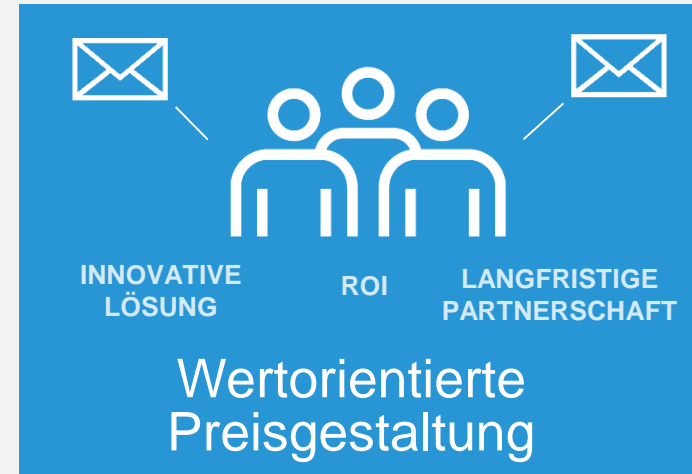 INNOVATIVE
LÖSUNG
ROI
LANGFRISTIGE
PARTNERSCHAFT
Wertorientierte
Preisgestaltung